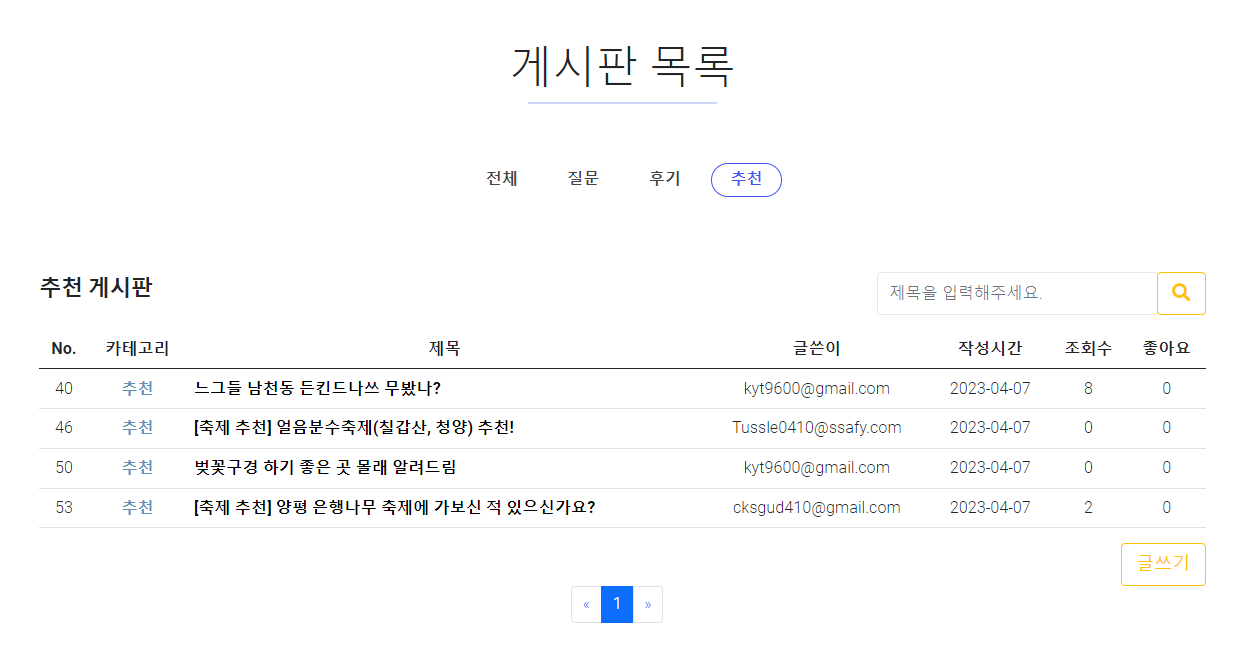 게시판 목록
전체 질문 후기 추천
추천 게시판
제목을 입력해주세요.
No. 카테고리 제목 글쓴이 작성시간 조회수 좋아요
40 추천 느그들 남천동 든킨드나쓰 무봤나? kyt9600@gmail.com 2023-04-07 8 0
46 추천 [축제 추천] 얼음분수축제(칠갑산, 청양) 추천! Tussle0410@ssafy.com 2023-04-07 0 0
50 추천 벚꽃구경 하기 좋은 곳 몰래 알려드림 kyt9600@gmail.com 2023-04-07 0 0
53 추천 [축제 추천] 양평 은행나무 축제에 가보신 적 있으신가요? cksgud410@gmail.com 2023-04-07 2 0
글쓰기
« 1 »